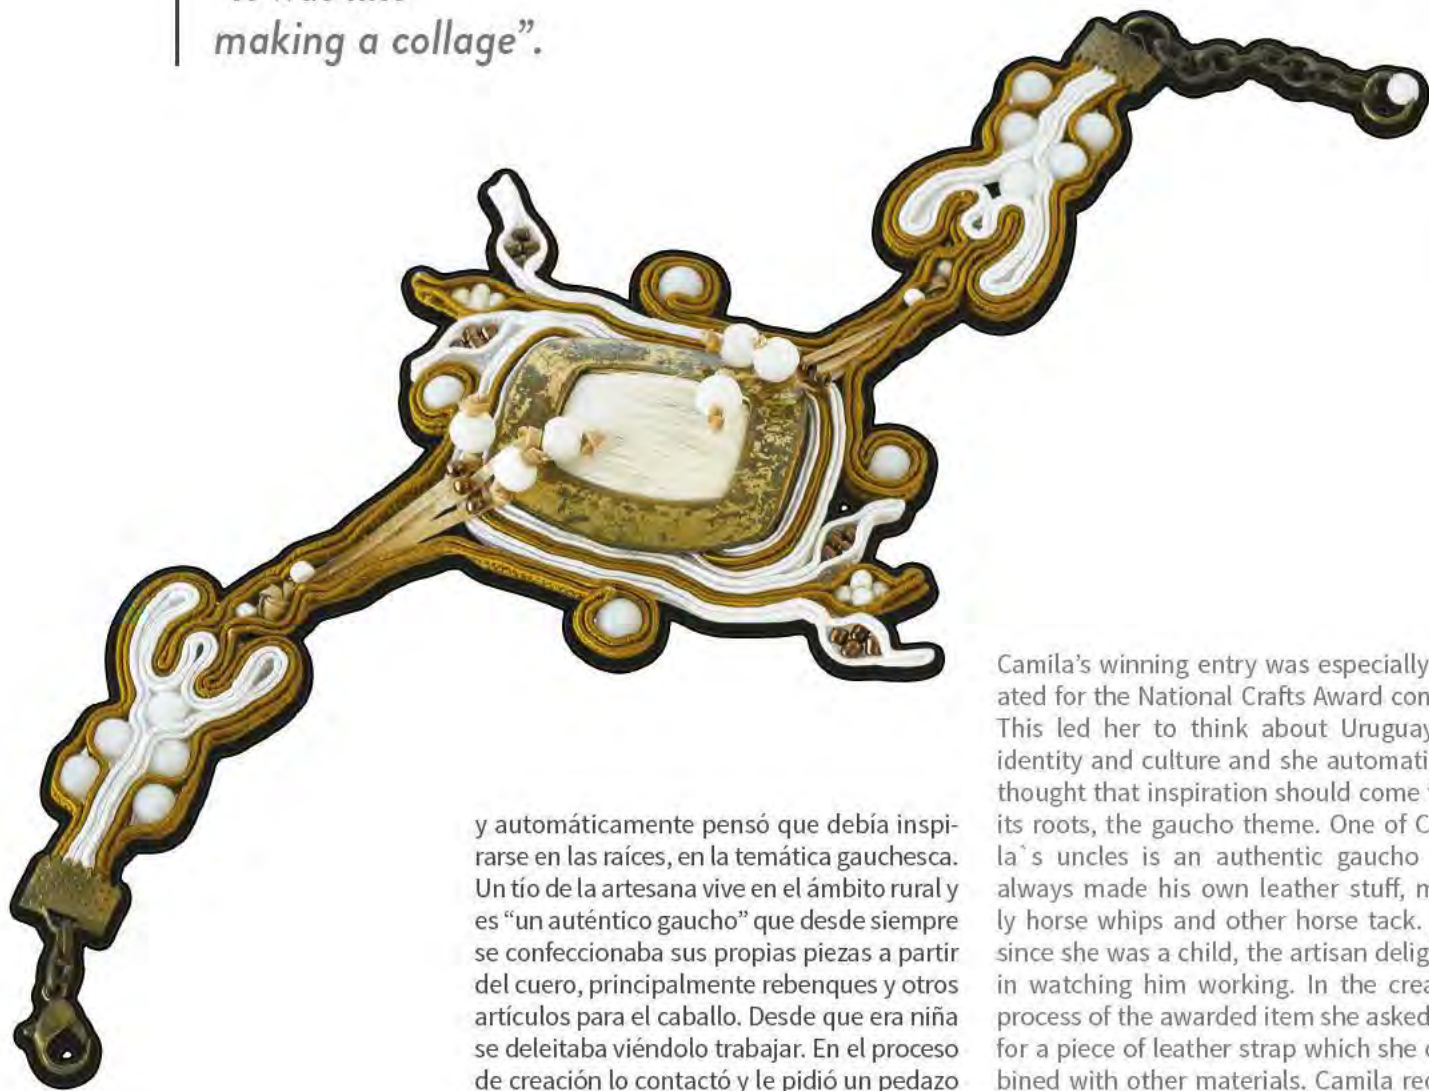 making a collage”.
y automáticamente pensó que debía inspi-
rarse en las raíces, en la temática gauchesca.
Un tío de la artesana vive en el ámbito rural y
es “un auténtico gaucho” que desde siempre
se confeccionaba sus propias piezas a partir
del cuero, principalmente rebenques y otros
artículos para el caballo. Desde que era niña
se deleitaba viéndolo trabajar. En el proceso
de creación lo contactó y le pidió un pedazo
Camila’s winning entry was especially
ated for the National Crafts Award con
This led her to think about Uruguay
identity and culture and she automati
thought that inspiration should come
its roots, the gaucho theme. One of C
la`s uncles is an authentic gaucho
always made his own leather stuff, m
ly horse whips and other horse tack.
since she was a child, the artisan delig
in watching him working. In the crea
process of the awarded item she asked
for a piece of leather strap which she c
bined with other materials. Camila rec